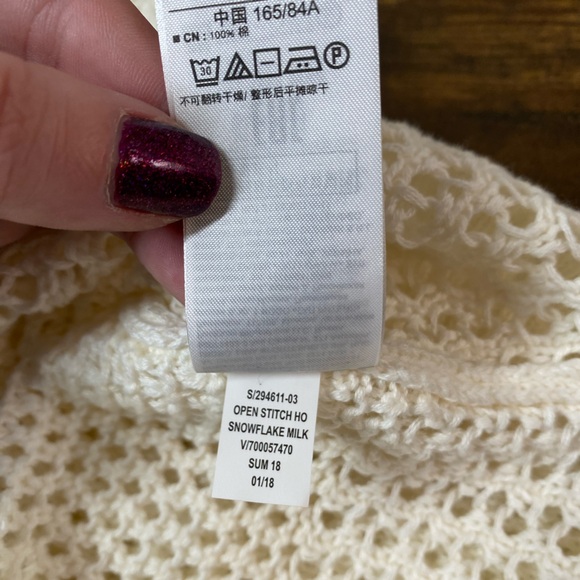 中国 165/84A
■ CN : 100% 棉
30
P
不可翻转干燥/ 整形后平摊晾干
S/294611-03
OPEN STITCH HO
SNOWFLAKE MILK
V/700057470
SUM 18
01/18